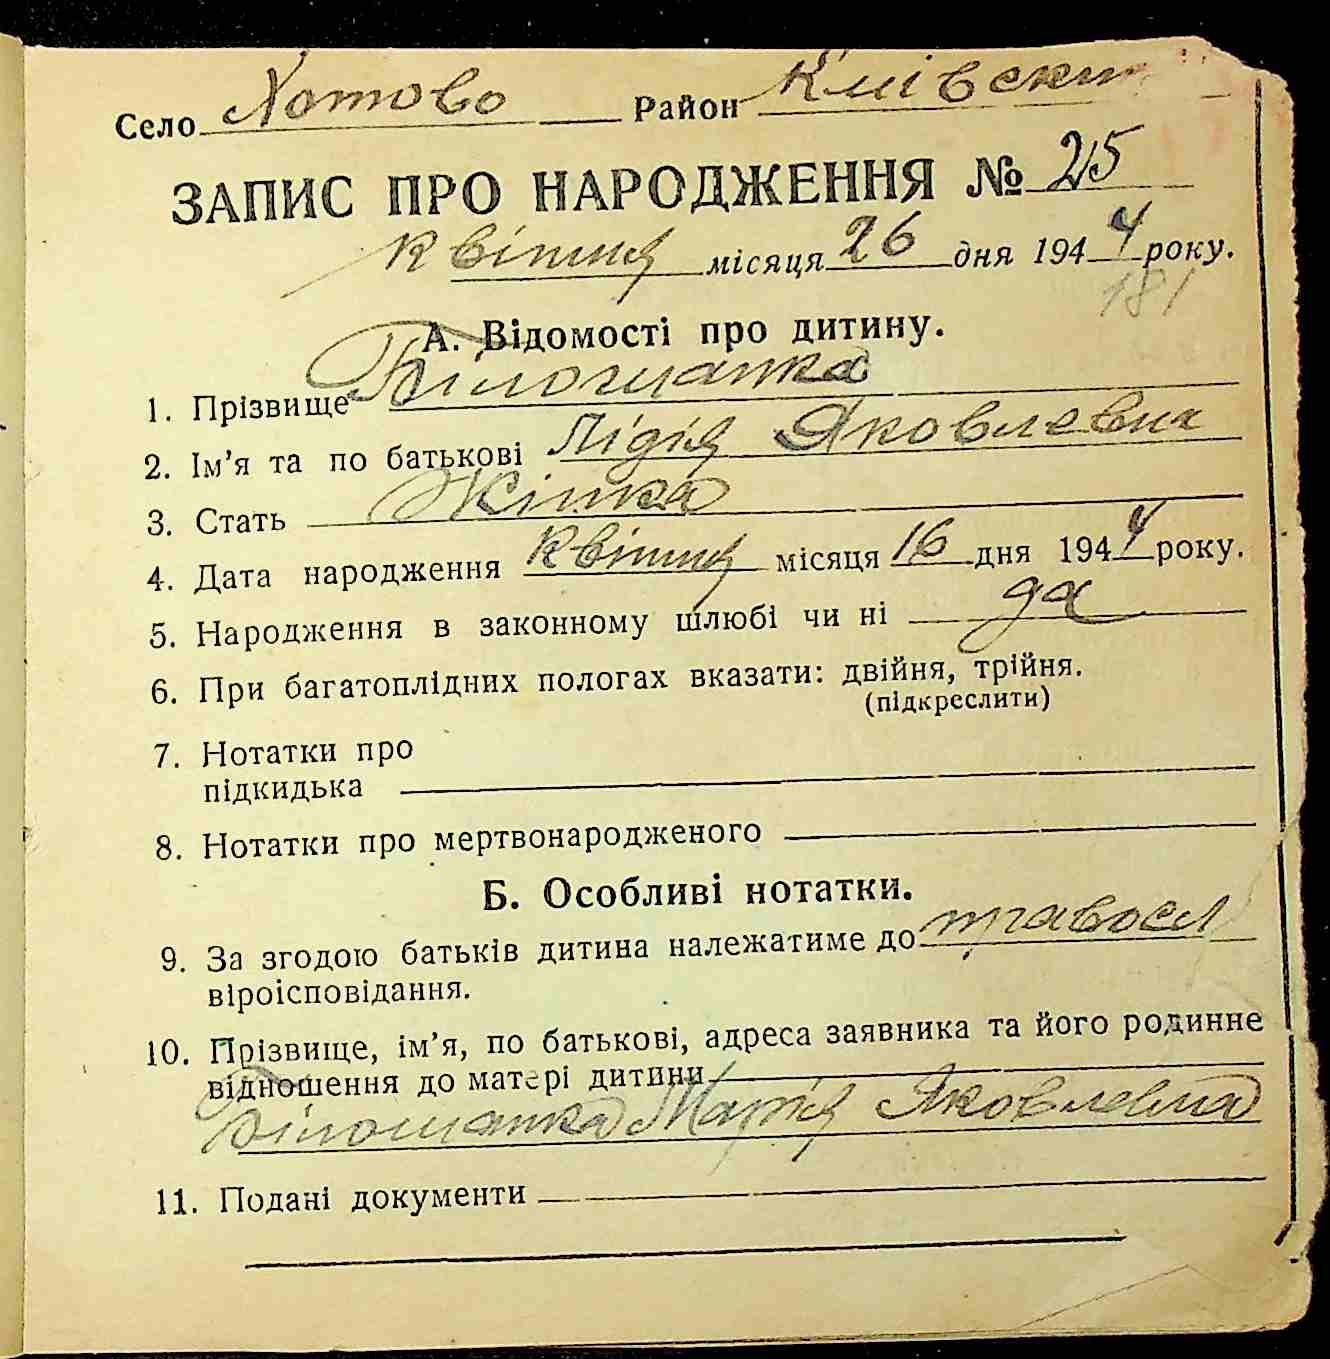 Село Хотово Район Київский
ЗАПИС ПРО НАРОДЖЕННЯ № 25
квітня місяця 26 дня 1944 року.
181
А. Відомості про дитину.
1. Прізвище Білошапка
2. Ім'я та по батькові Лідія Яковлевна
3. Стать Жінка
4. Дата народження квітня місяця 16 дня 1944 року.
5. Народження в законному шлюбі чи ні да
6. При багатоплідних пологах вказати: двійня, трійня.
(підкреслити)
7. Нотатки про
підкидька
8. Нотатки про мертвонародженого
Б. Особливі нотатки.
9. За згодою батьків дитина належатиме до правосл
віроісповідання.
10. Прізвище, ім'я, по батькові, адреса заявника та його родинне
відношення до матері дитини
Білошапка Марія Яковлевна
11. Подані документи